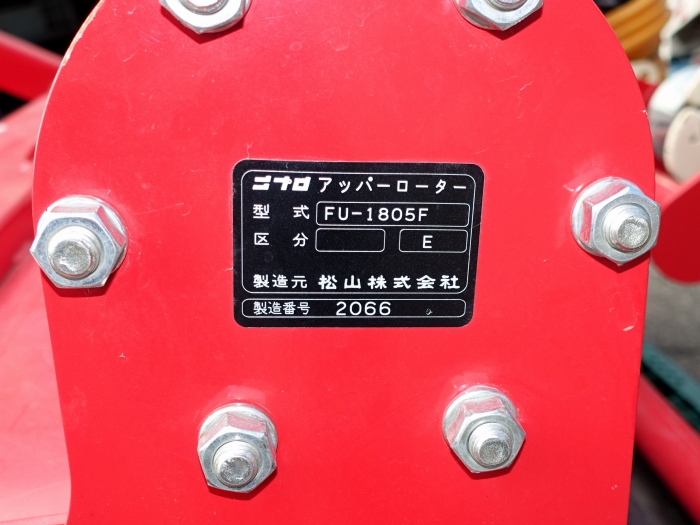 ニプロ アッパーローター
型式 FU-1805F
区分 E
製造元 松山株式会社
製造番号 2066